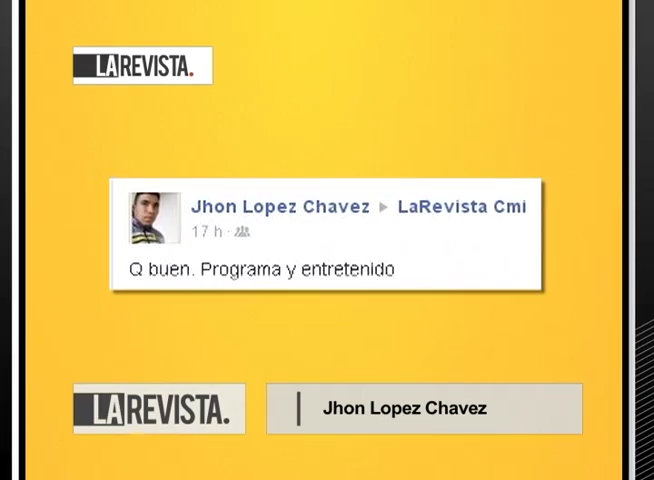 LAREVISTA.
Jhon Lopez Chavez ▶ LaRevista Cmi
17 h ·
Q buen. Programa y entretenido
LAREVISTA.
Jhon Lopez Chavez